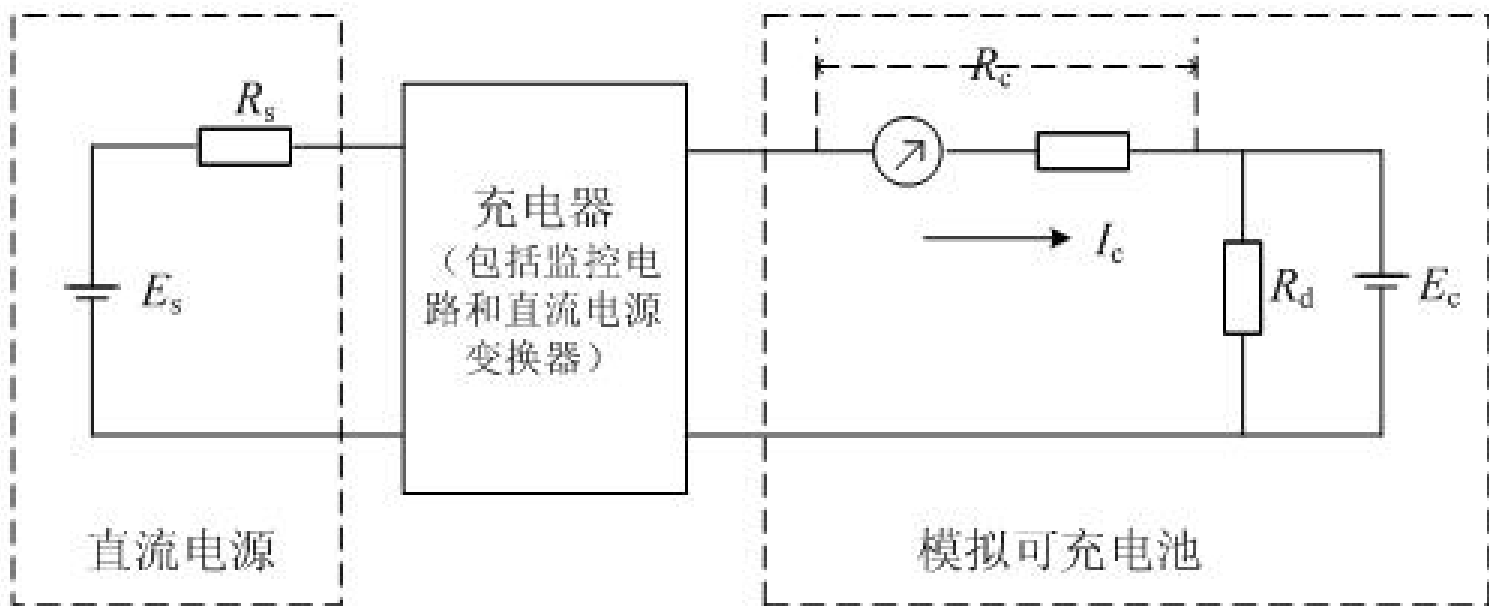 Rs
Rc
充电器
（包括监控电
路和直流电源
变换器）
Es
Ic
Rd
Ec
直流电源
模拟可充电池